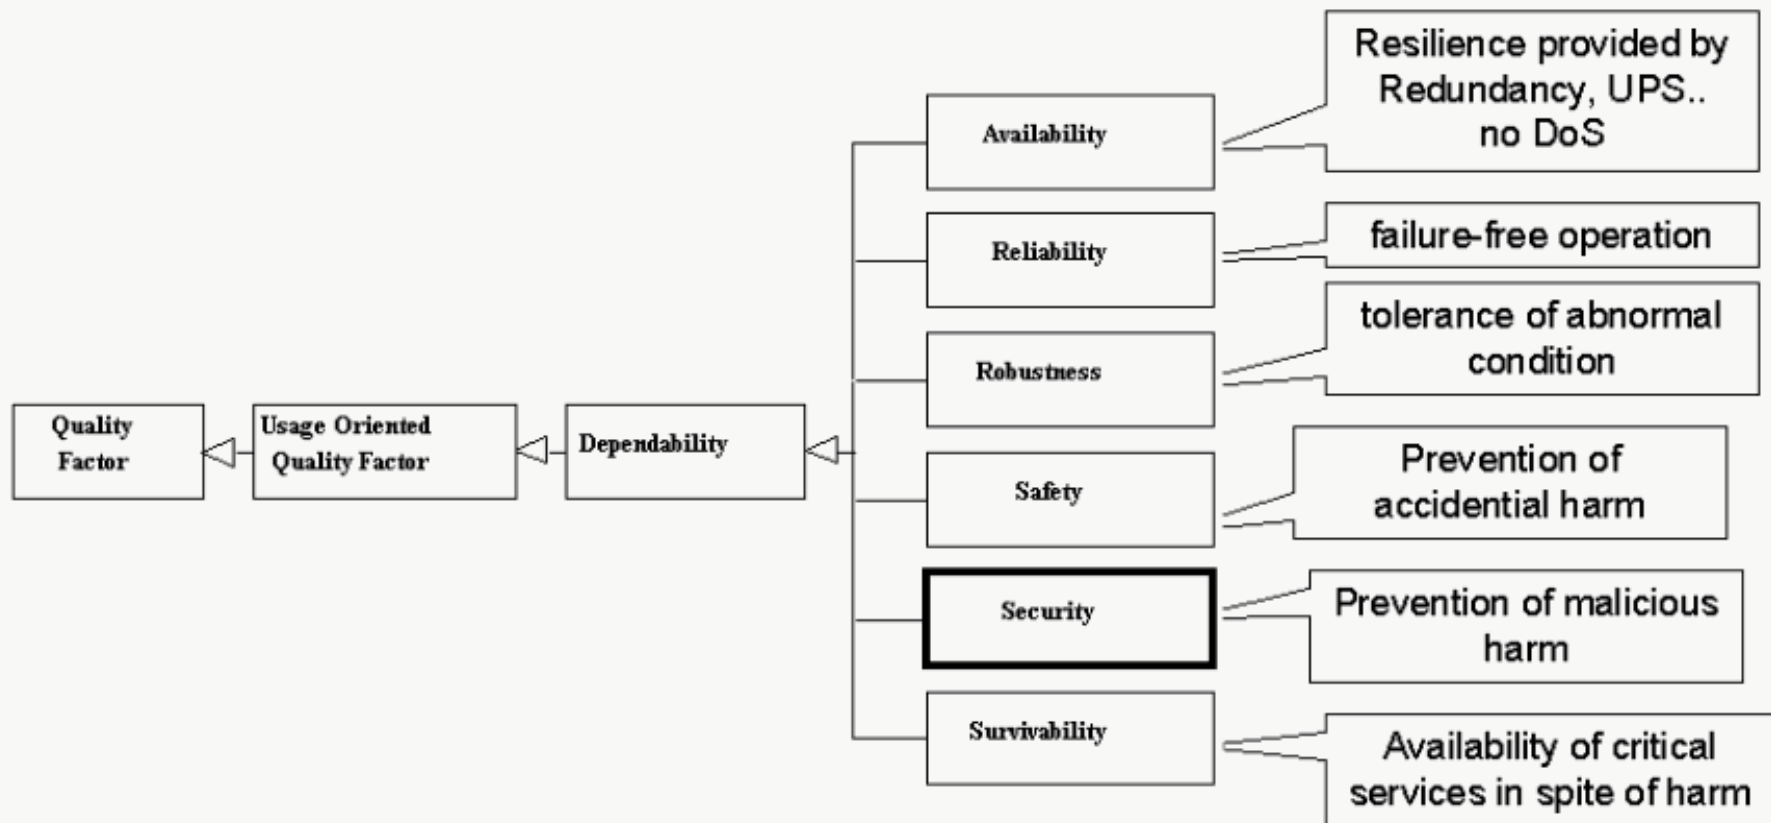 Quality
Factor
Usage Oriented
Quality Factor
Dependability
Availability
Resilience provided by
Redundancy, UPS..
no DoS
Reliability
failure-free operation
Robustness
tolerance of abnormal
condition
Safety
Prevention of
accidential harm
Security
Prevention of malicious
harm
Survivability
Availability of critical
services in spite of harm